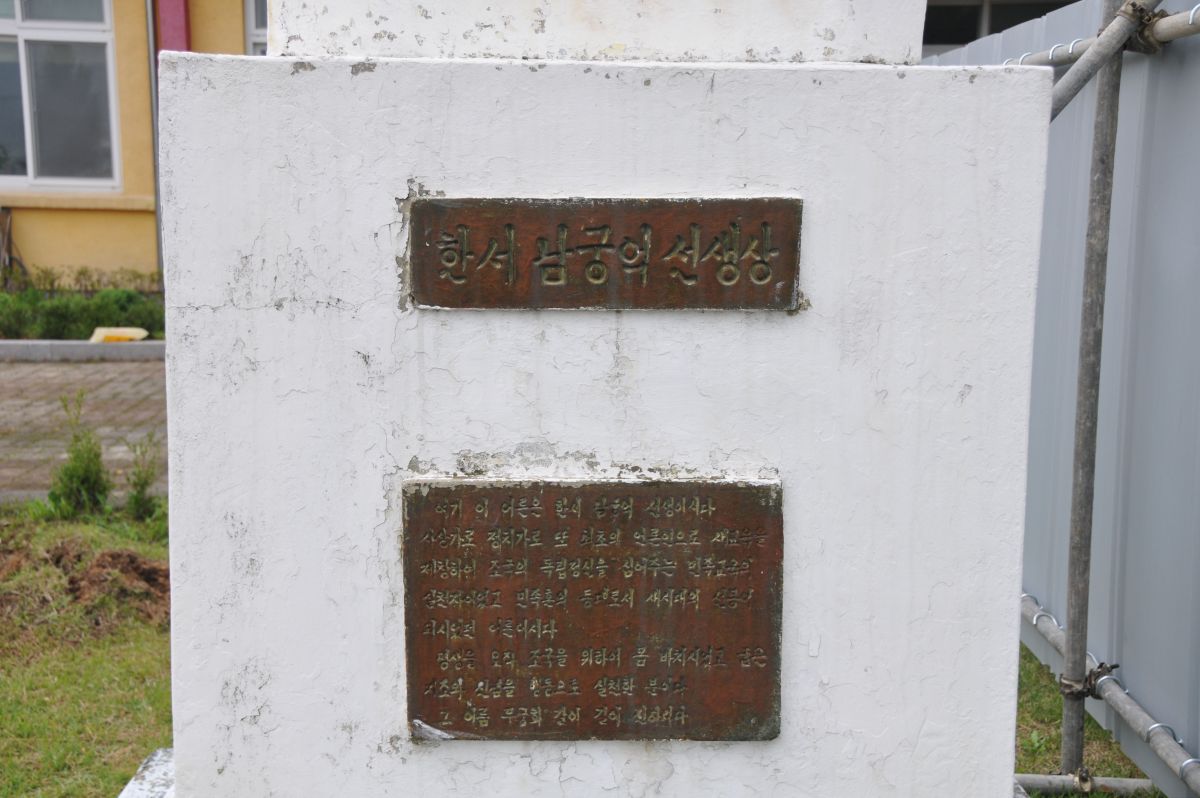 한서 남궁억 선생상
여기 이 어른은 한서 남궁억 선생이시다
사상가로 정치가로 또 최초의 언론인으로 새교육을
제창하여 조국의 독립정신을 심어주는 민족교육의
실천자이셨고 민족혼의 등대로서 새시대의 선등이
되시었던 어른이시다
평생을 오직 조국을 위하여 몸 바치시었고 굳은
지조와 신념을 행동으로 실천한 분이다
그 이름 무궁화 같이 길이 전하리라